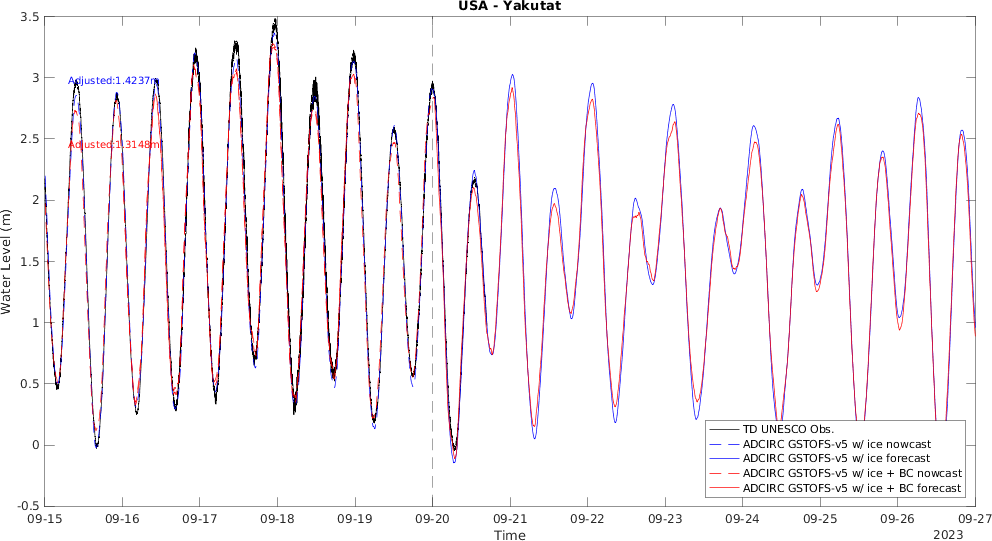 USA - Yakutat
3.5
3
2.5
2
1.5
1
0.5
0
-0.5
Water Level (m)
Adjusted:1.4237m
Adjusted:1.3148m
TD UNESCO Obs.
ADCIRC GSTOFS-v5 w/ ice nowcast
ADCIRC GSTOFS-v5 w/ ice forecast
ADCIRC GSTOFS-v5 w/ ice + BC nowcast
ADCIRC GSTOFS-v5 w/ ice + BC forecast
09-15 09-16 09-17 09-18 09-19 09-20 09-21 09-22 09-23 09-24 09-25 09-26 09-27
Time
2023